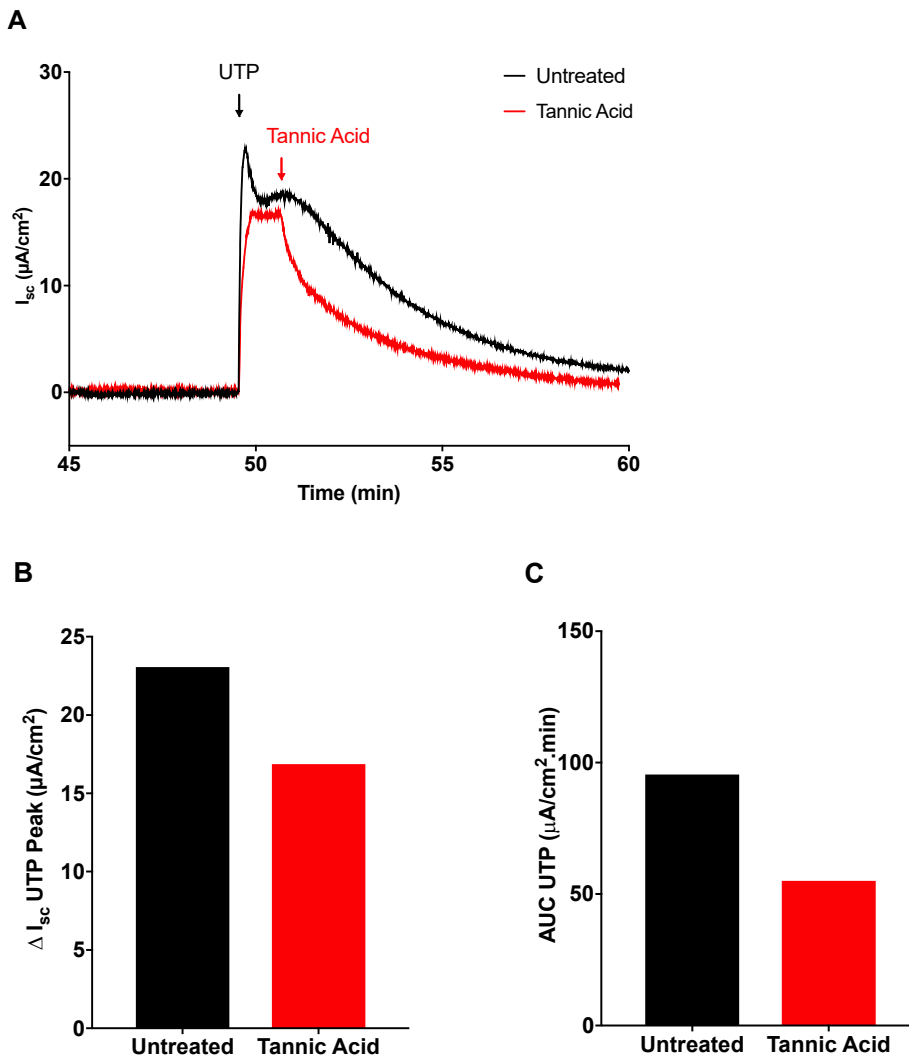 A
UTP
Tannic Acid
Untreated
Tannic Acid
30
20
10
0
I_sc (µA/cm²)
45
50
55
60
Time (min)
B
25
20
15
10
5
0
Δ I_sc UTP Peak (µA/cm²)
Untreated
Tannic Acid
C
150
100
50
0
AUC UTP (µA/cm².min)
Untreated
Tannic Acid